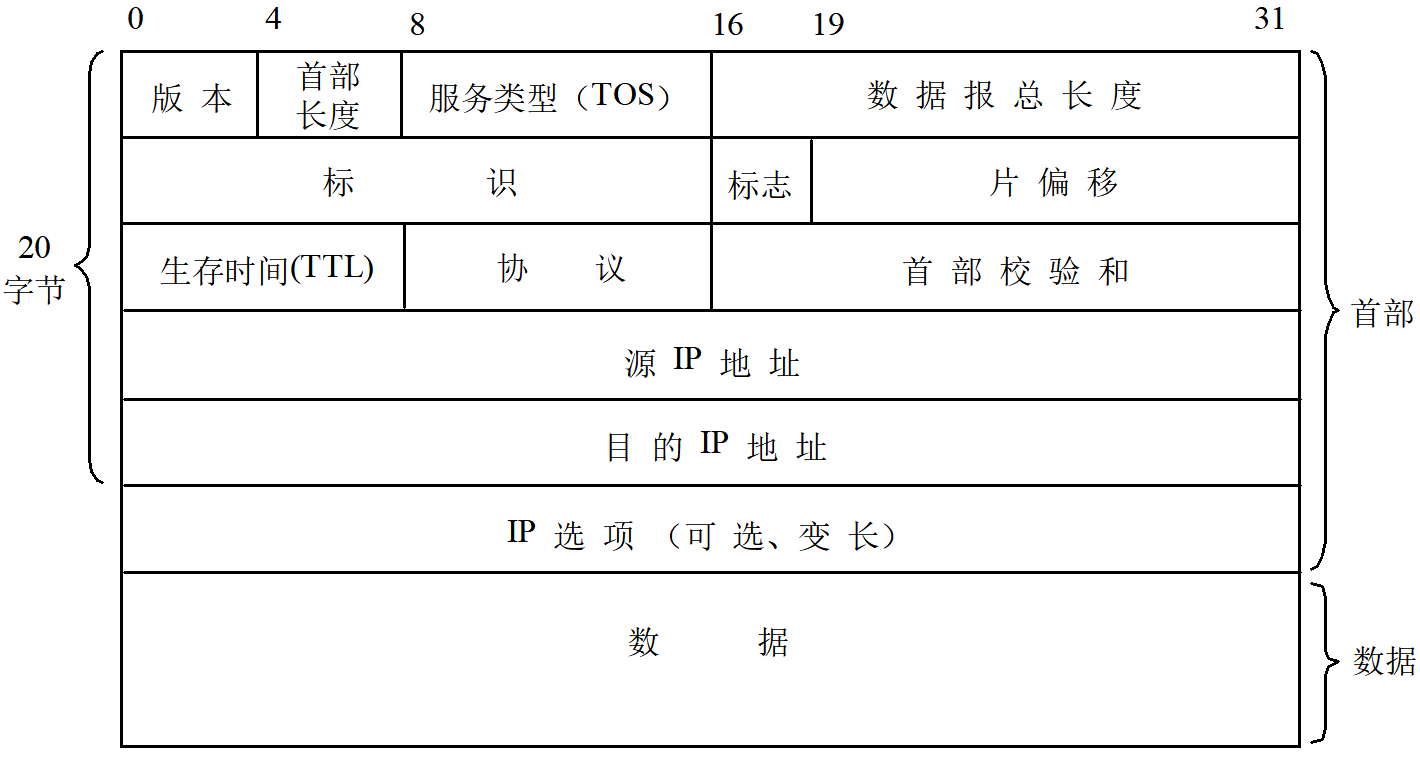 0 4 8 16 19 31
版 本 首部长度 服务类型（TOS） 数 据 报 总 长 度
标 识 标志 片 偏 移
20
字节
生存时间(TTL) 协 议 首 部 校 验 和
首部
源 IP 地 址
目 的 IP 地 址
IP 选 项 （可 选、变 长）
数 据
数据